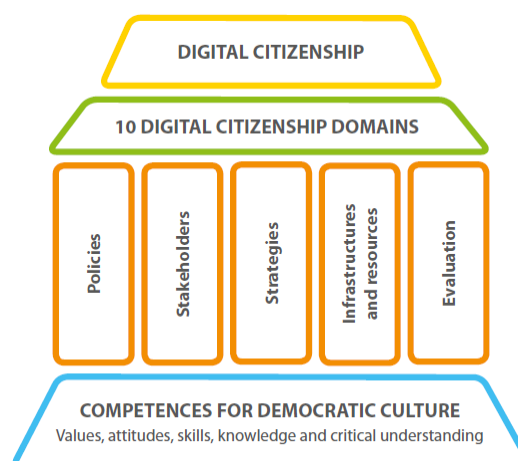 DIGITAL CITIZENSHIP
10 DIGITAL CITIZENSHIP DOMAINS
Policies
Stakeholders
Strategies
Infrastructures
and resources
Evaluation
COMPETENCES FOR DEMOCRATIC CULTURE
Values, attitudes, skills, knowledge and critical understanding